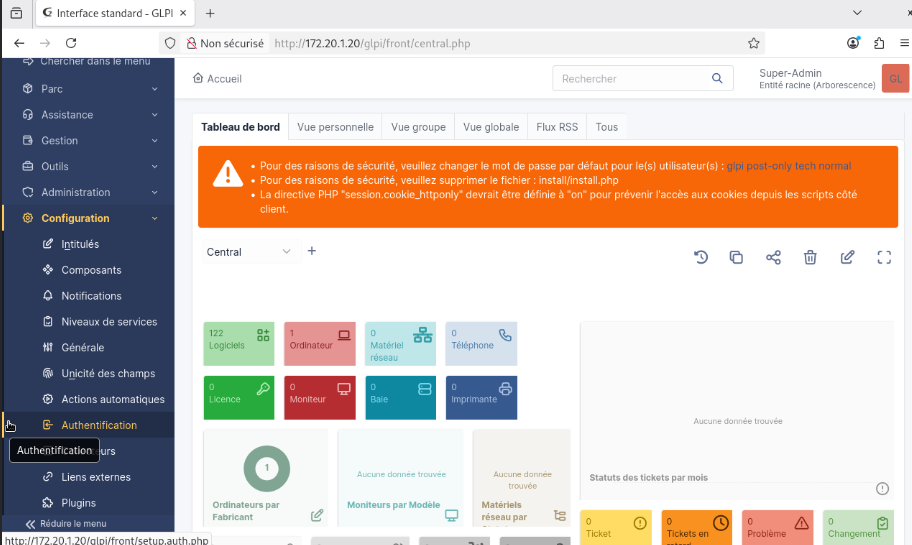 Interface standard - GLPI
Non sécurisé
http://172.20.1.20/glpi/front/central.php
Chercher dans le menu
Parc
Assistance
Gestion
Outils
Administration
Configuration
Intitulés
Composants
Notifications
Niveaux de services
Générale
Unicité des champs
Actions automatiques
Authentification
Authentification
eurs
Liens externes
Plugins
Réduire le menu
http://172.20.1.20/glpi/front/setup.auth.php
Accueil
Rechercher
Super-Admin
Entité racine (Arborescence)
GL
Tableau de bord
Vue personnelle
Vue groupe
Vue globale
Flux RSS
Tous
Pour des raisons de sécurité, veuillez changer le mot de passe par défaut pour le(s) utilisateur(s) : glpi post-only tech normal
Pour des raisons de sécurité, veuillez supprimer le fichier : install/install.php
La directive PHP "session.cookie_httponly" devrait être définie à "on" pour prévenir l'accès aux cookies depuis les scripts côté
client.
Central
122
Logiciels
1
Ordinateur
0
Matériel
réseau
0
Téléphone
0
Licence
0
Moniteur
0
Baie
0
Imprimante
1
Ordinateurs par
Fabricant
Aucune donnée
trouvée
Moniteurs par Modèle
Aucune donnée
trouvée
Matériels
réseau par
Aucune donnée trouvée
Statuts des tickets par mois
0
Ticket
0
Tickets en
retard
0
Problème
0
Changement